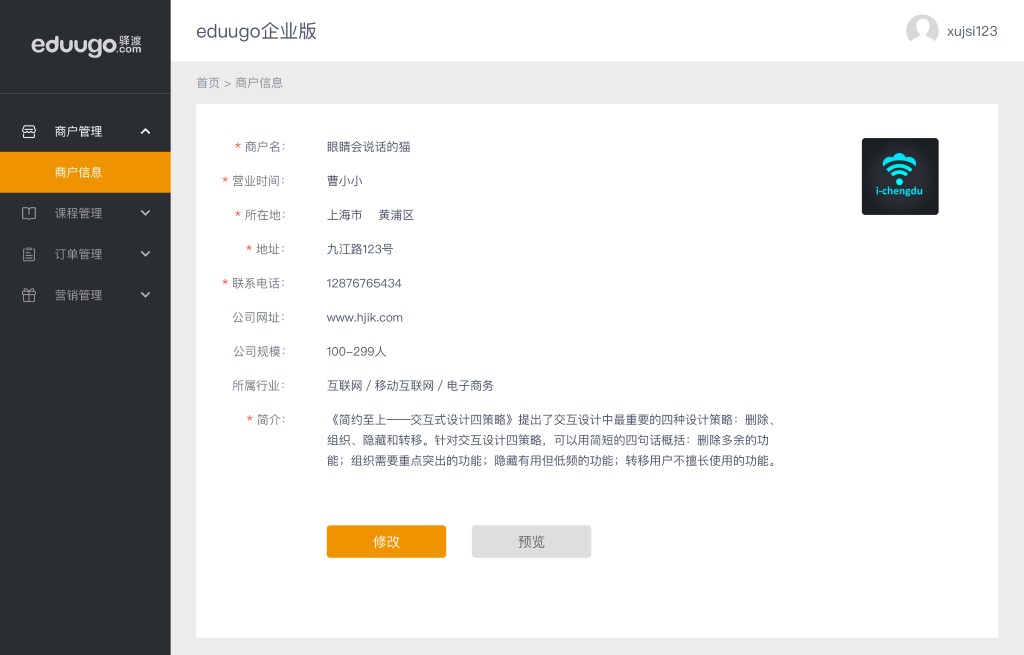 eduugo驿渡.com
eduugo企业版
xujsi123
首页 > 商户信息
商户管理
商户信息
课程管理
订单管理
营销管理
* 商户名： 眼睛会说话的猫
* 营业时间： 曹小小
* 所在地： 上海市 黄浦区
* 地址： 九江路123号
* 联系电话： 12876765434
公司网址： www.hjik.com
公司规模： 100-299人
所属行业： 互联网 / 移动互联网 / 电子商务
* 简介： 《简约至上——交互式设计四策略》提出了交互设计中最重要的四种设计策略：删除、
组织、隐藏和转移。针对交互设计四策略，可以用简短的四句话概括：删除多余的功
能；组织需要重点突出的功能；隐藏有用但低频的功能；转移用户不擅长使用的功能。
i-chengdu
修改
预览